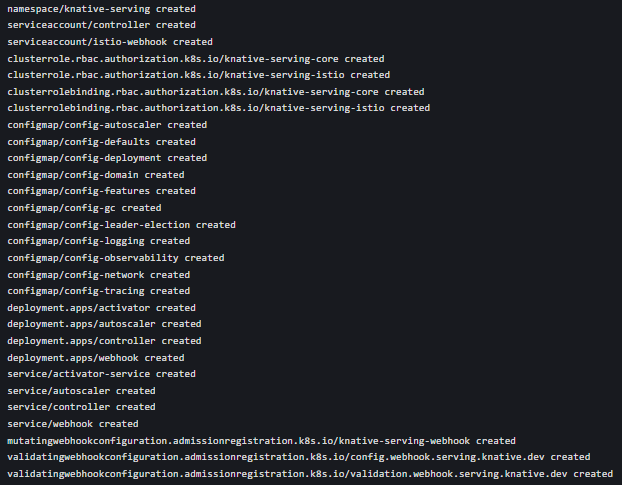 namespace/knative-serving created
serviceaccount/controller created
serviceaccount/istio-webhook created
clusterrole.rbac.authorization.k8s.io/knative-serving-core created
clusterrole.rbac.authorization.k8s.io/knative-serving-istio created
clusterrolebinding.rbac.authorization.k8s.io/knative-serving-core created
clusterrolebinding.rbac.authorization.k8s.io/knative-serving-istio created
configmap/config-autoscaler created
configmap/config-defaults created
configmap/config-deployment created
configmap/config-domain created
configmap/config-features created
configmap/config-gc created
configmap/config-leader-election created
configmap/config-logging created
configmap/config-observability created
configmap/config-network created
configmap/config-tracing created
deployment.apps/activator created
deployment.apps/autoscaler created
deployment.apps/controller created
deployment.apps/webhook created
service/activator-service created
service/autoscaler created
service/controller created
service/webhook created
mutatingwebhookconfiguration.admissionregistration.k8s.io/knative-serving-webhook created
validatingwebhookconfiguration.admissionregistration.k8s.io/config.webhook.serving.knative.dev created
validatingwebhookconfiguration.admissionregistration.k8s.io/validation.webhook.serving.knative.dev created